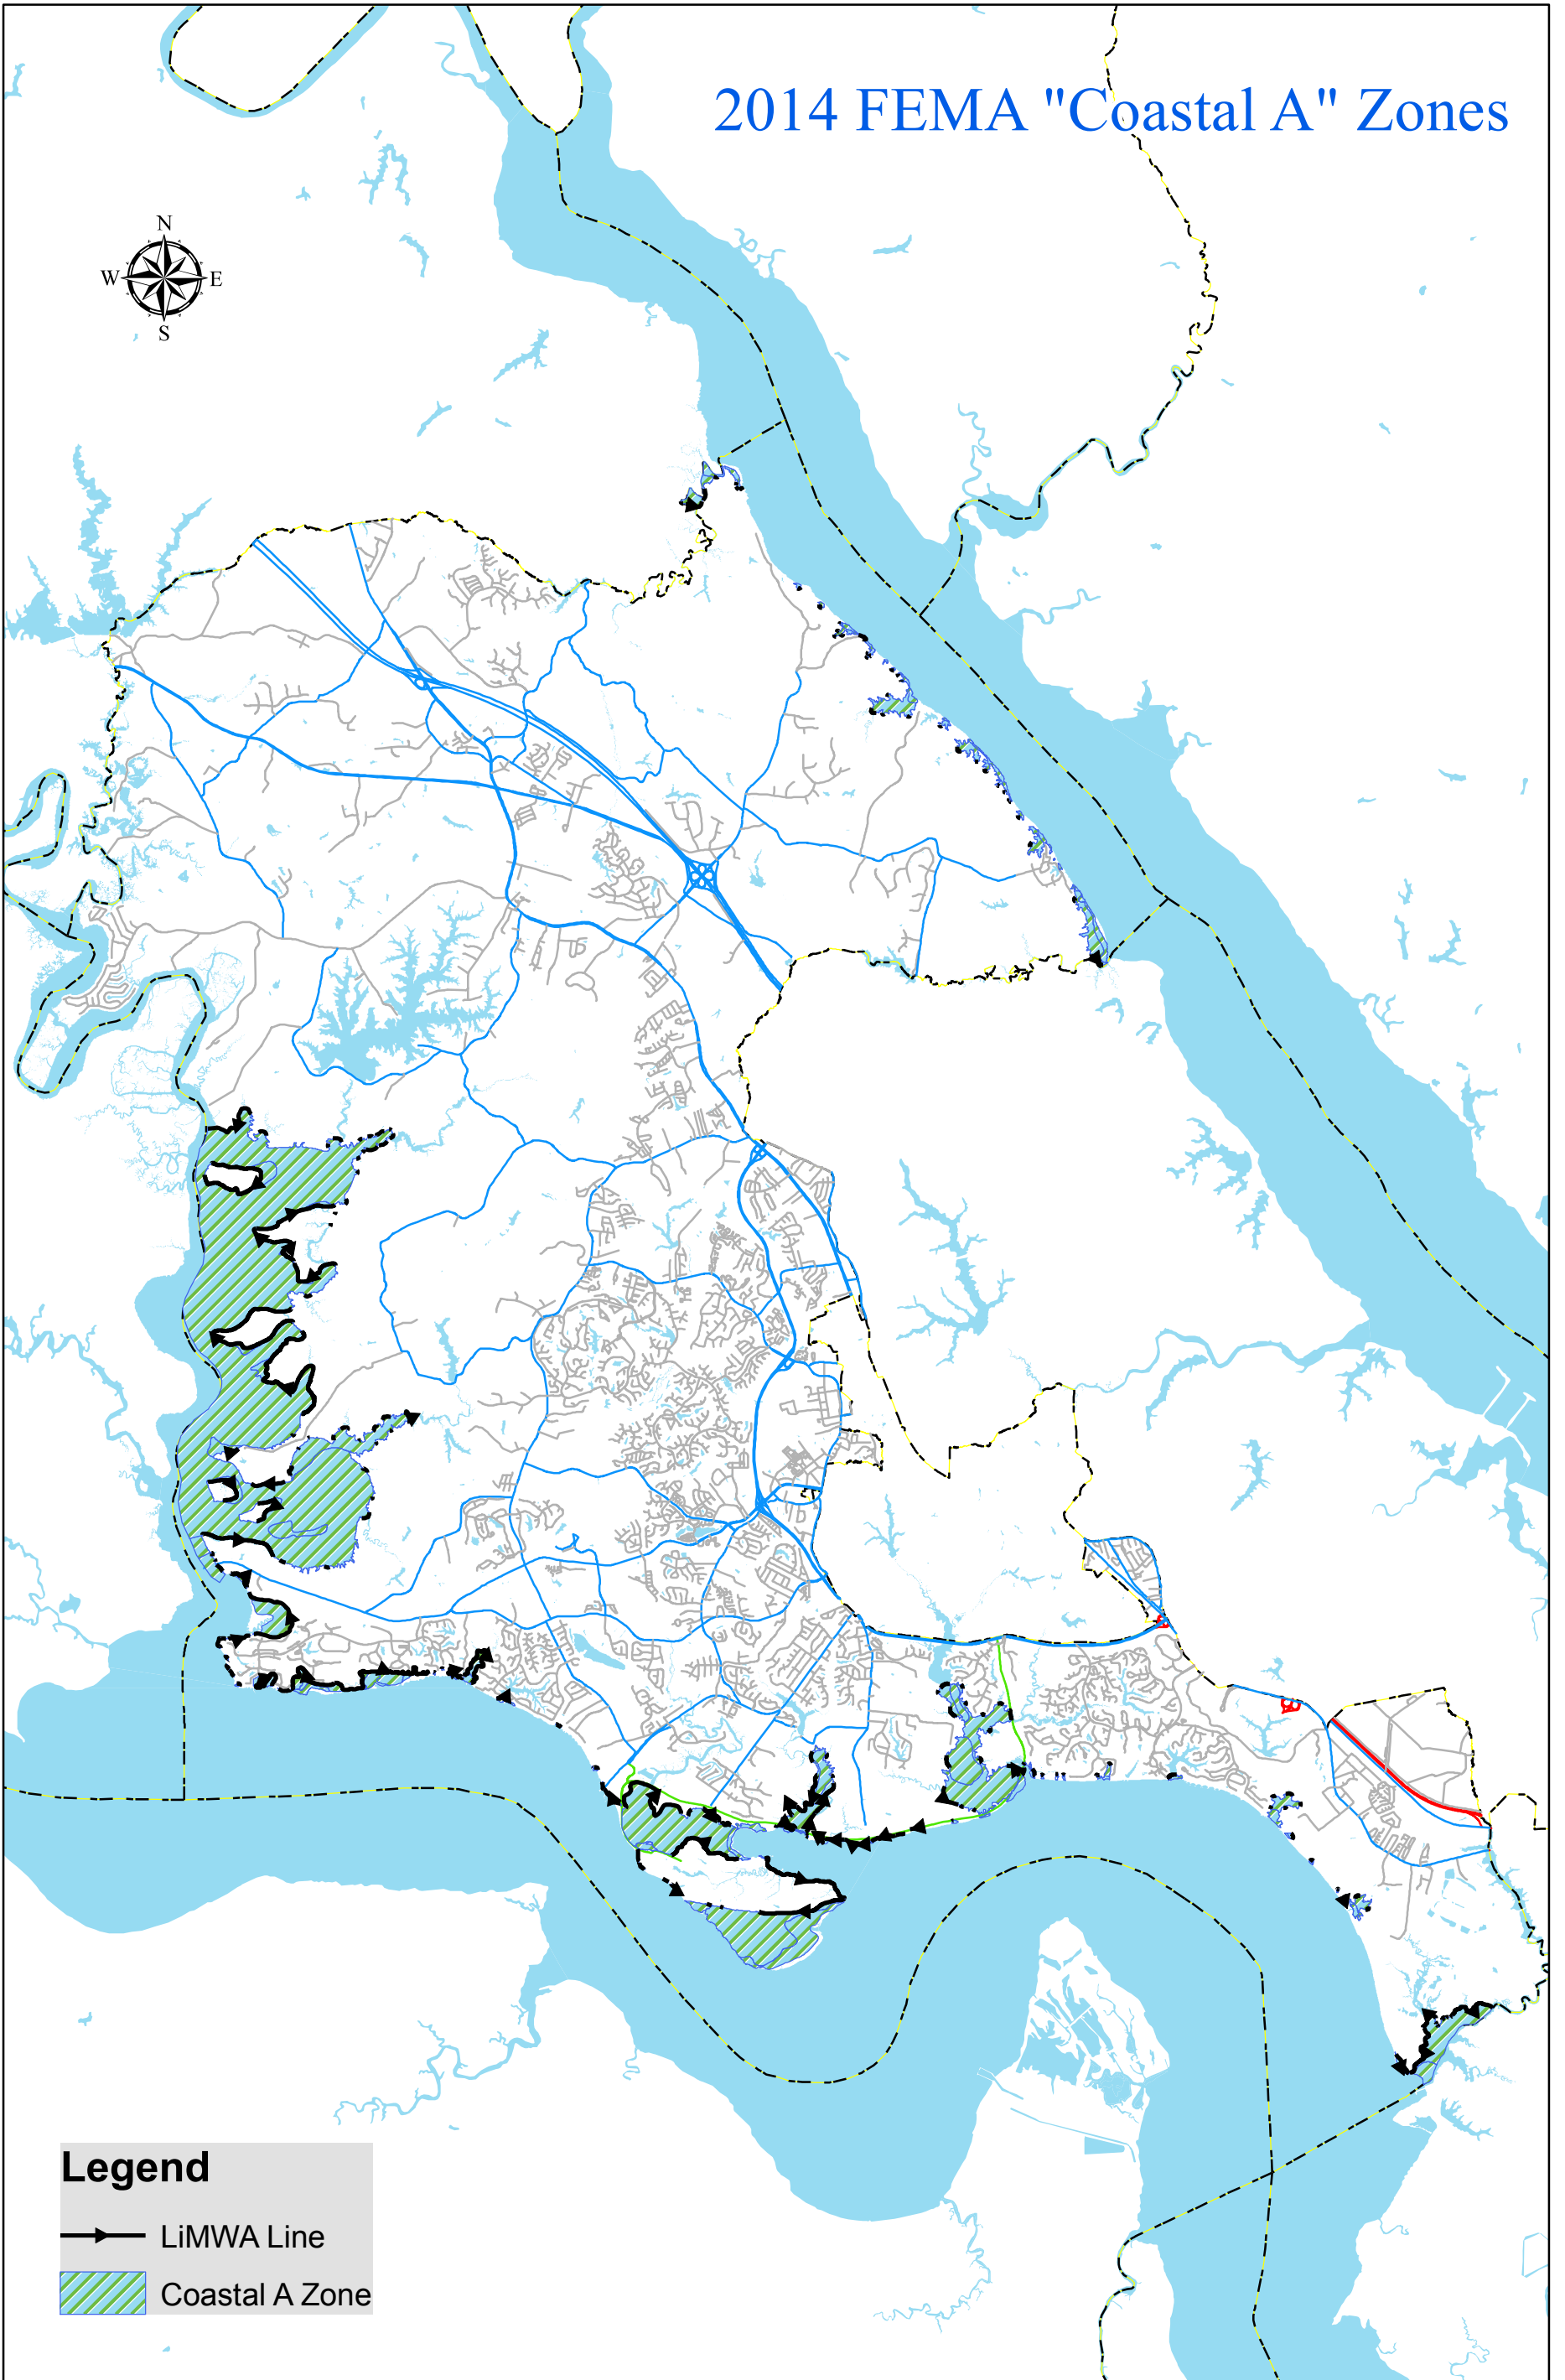 2014 FEMA "Coastal A" Zones
N
W E
S
Legend
LiMWA Line
Coastal A Zone